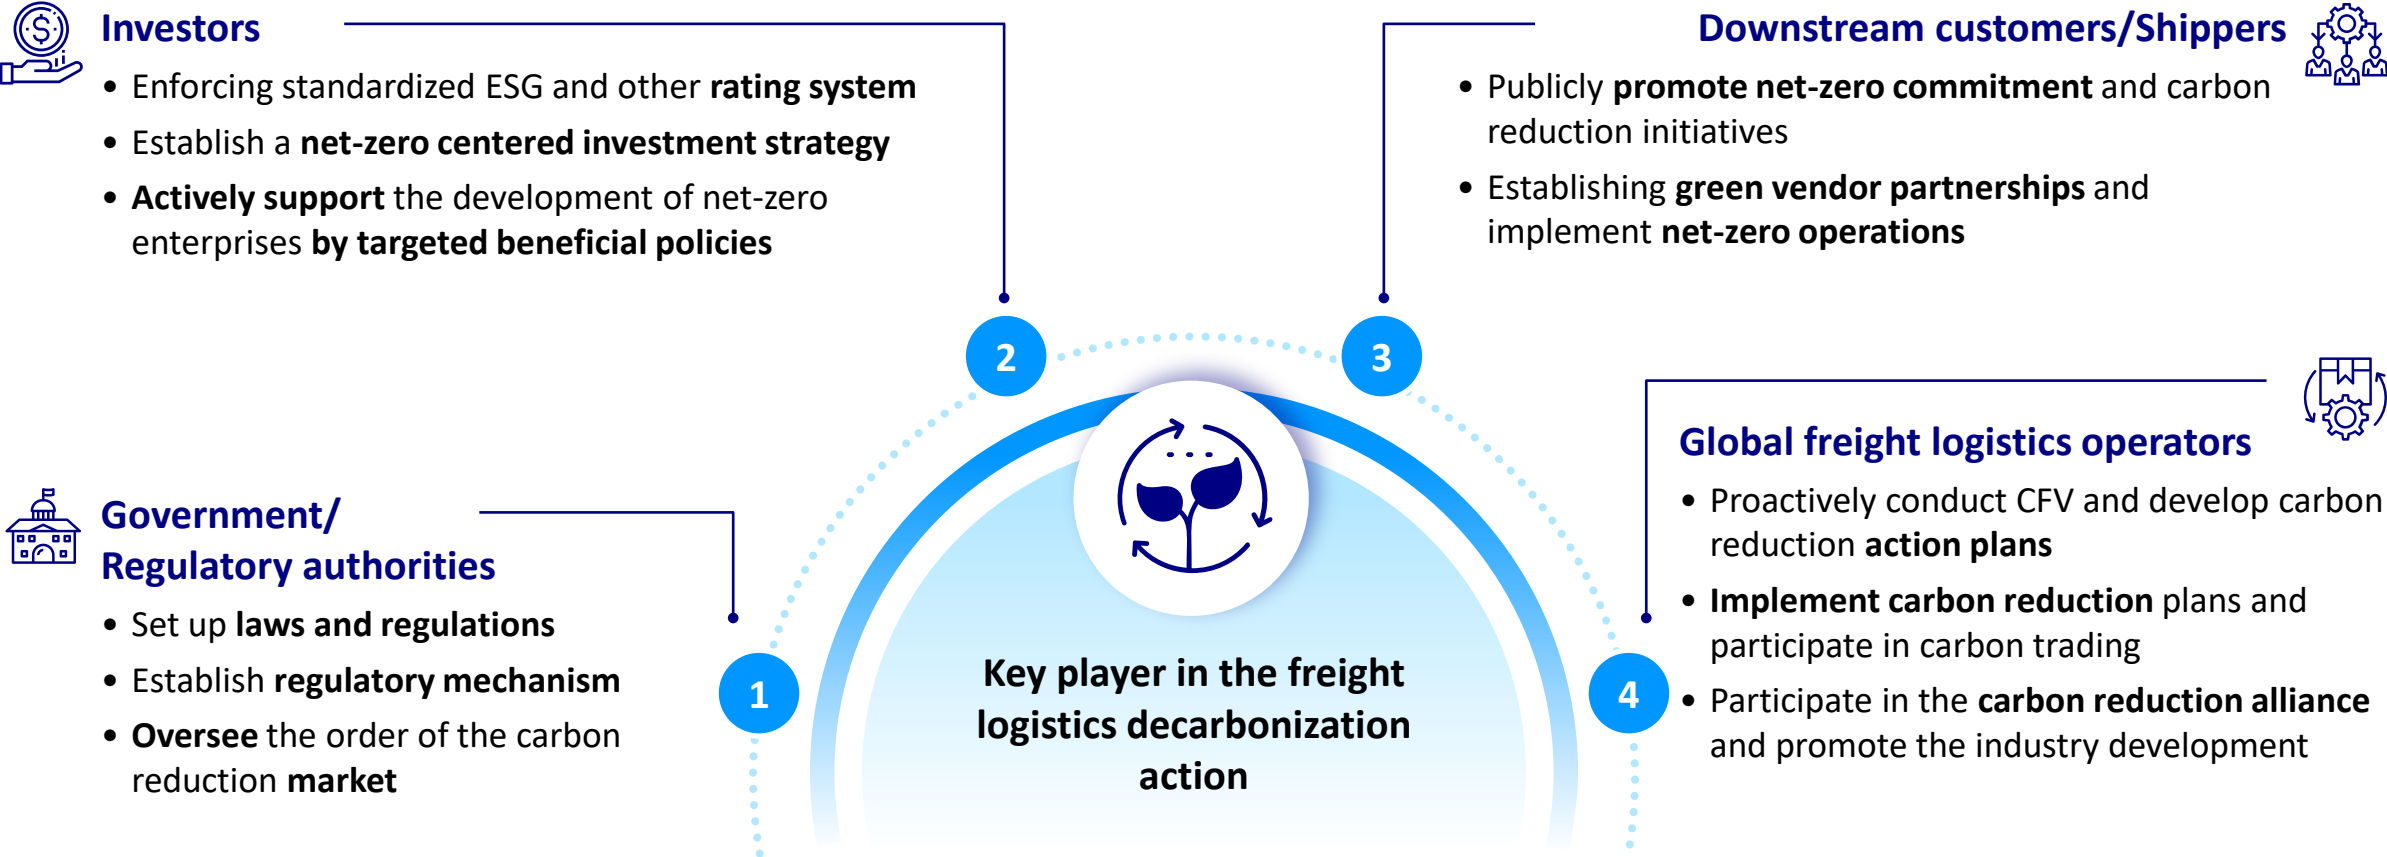 Investors
• Enforcing standardized ESG and other rating system
• Establish a net-zero centered investment strategy
• Actively support the development of net-zero
enterprises by targeted beneficial policies
Downstream customers/Shippers
• Publicly promote net-zero commitment and carbon
reduction initiatives
• Establishing green vendor partnerships and
implement net-zero operations
2
3
Government/
Regulatory authorities
• Set up laws and regulations
• Establish regulatory mechanism
• Oversee the order of the carbon
reduction market
1
Key player in the freight
logistics decarbonization
action
4
Global freight logistics operators
• Proactively conduct CFV and develop carbon
reduction action plans
• Implement carbon reduction plans and
participate in carbon trading
• Participate in the carbon reduction alliance
and promote the industry development